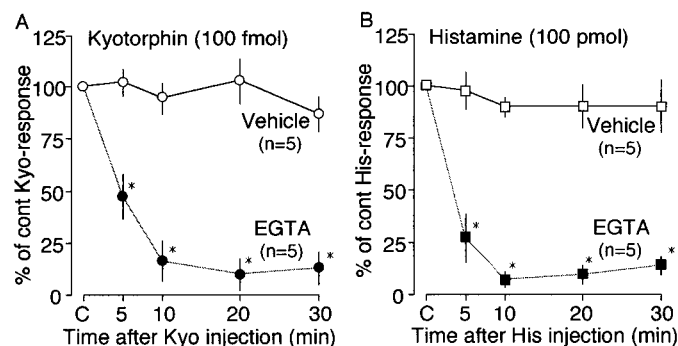 A
Kyotorphin (100 fmol)
% of cont Kyo-response
125
100
75
50
25
0
Vehicle
(n=5)
*
*
*
*
EGTA
(n=5)
C 5 10 20 30
Time after Kyo injection (min)
B
Histamine (100 pmol)
% of cont His-response
125
100
75
50
25
0
Vehicle
(n=5)
*
*
*
*
EGTA
(n=5)
C 5 10 20 30
Time after His injection (min)